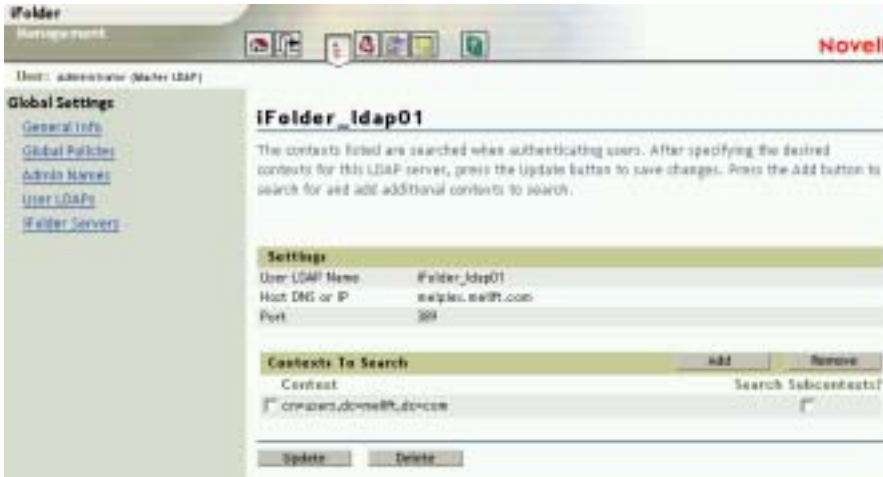 iFolder
Management
Novell
User: administrator (Master LDAP)
Global Settings
General Info
Global Policies
Admin Names
User LDAPs
iFolder Servers
iFolder_ldap01
The contexts listed are searched when authenticating users. After specifying the desired
contexts for this LDAP server, press the Update button to save changes. Press the Add button to
search for and add additional contexts to search.
Settings
User LDAP Name iFolder_ldap01
Host DNS or IP
Port 389
Contexts To Search Add Remove
Context Search Subcontexts?
Update Delete